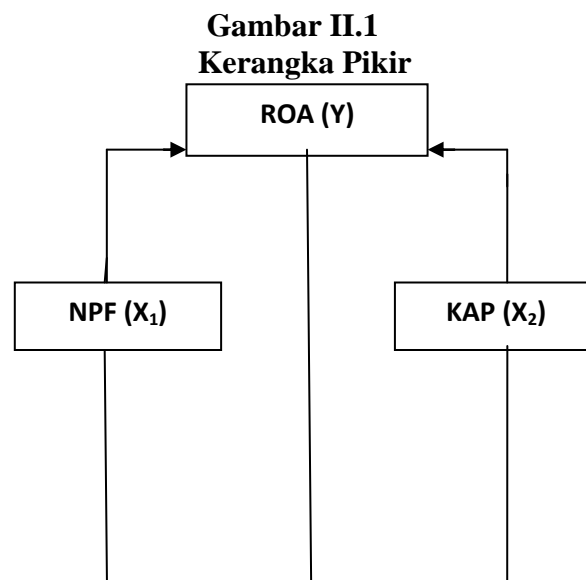 Gambar II.1
Kerangka Pikir
ROA (Y)
NPF (X₁)
KAP (X₂)